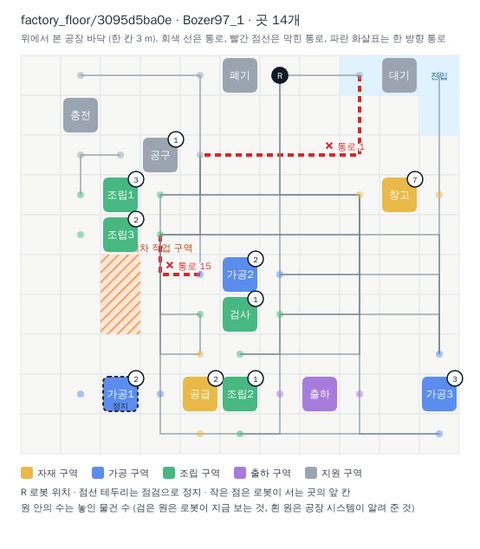 factory_floor/3095d5ba0e · Bozer97_1 · 곳 14개
위에서 본 공장 바닥 (한 칸 3 m). 회색 선은 통로, 빨간 점선은 막힌 통로, 파란 화살표는 한 방향 통로
폐기
R
대기
충전
공구
1
✖ 통로 1
조립1
3
창고
7
조립3
2
차 작업 구역
✖ 통로 15
가공2
2
검사
1
가공1
2
정지
공급
2
조립2
1
출하
가공3
3
자재 구역
가공 구역
조립 구역
출하 구역
지원 구역
R 로봇 위치 · 점선 테두리는 점검으로 정지 · 작은 점은 로봇이 서는 곳의 앞 칸
원 안의 수는 놓인 물건 수 (검은 원은 로봇이 지금 보는 것, 흰 원은 공장 시스템이 알려 준 것)